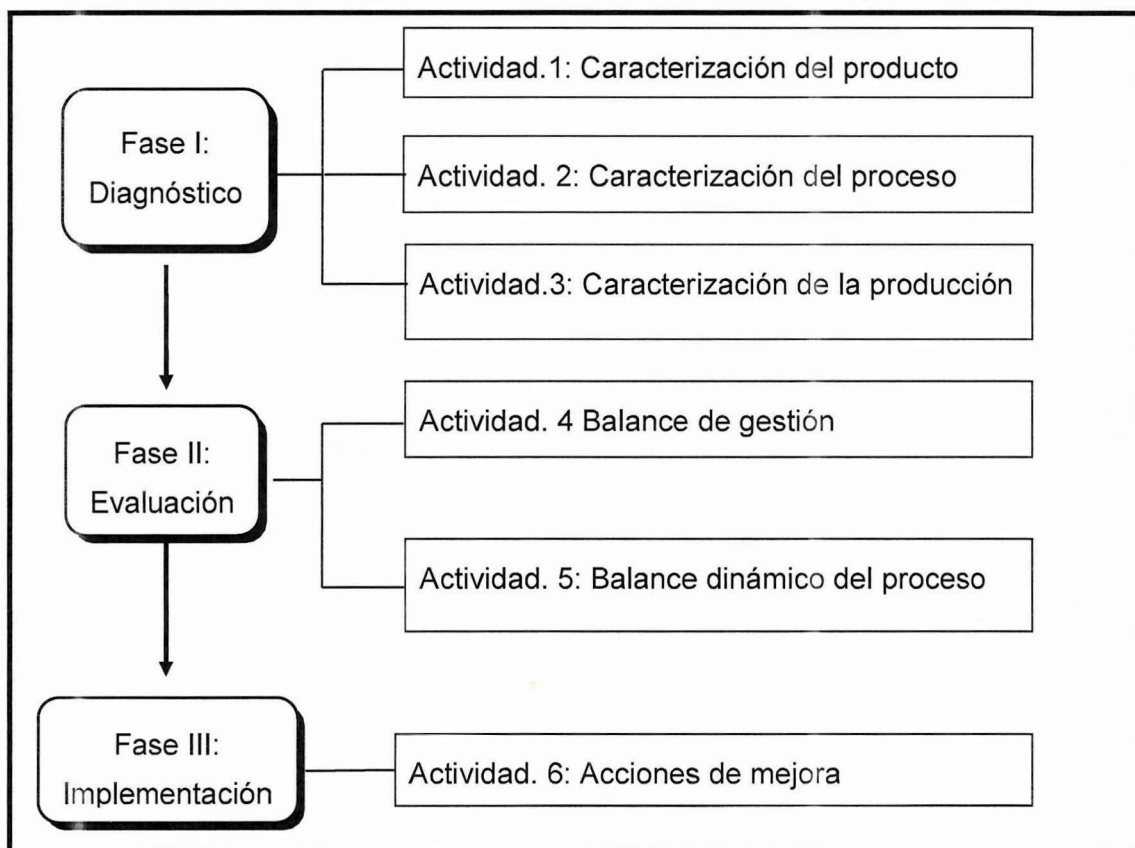 Fase I:
Diagnóstico
Actividad.1: Caracterización del producto
Actividad. 2: Caracterización del proceso
Actividad.3: Caracterización de la producción
Fase II:
Evaluación
Actividad. 4 Balance de gestión
Actividad. 5: Balance dinámico del proceso
Fase III:
Implementación
Actividad. 6: Acciones de mejora